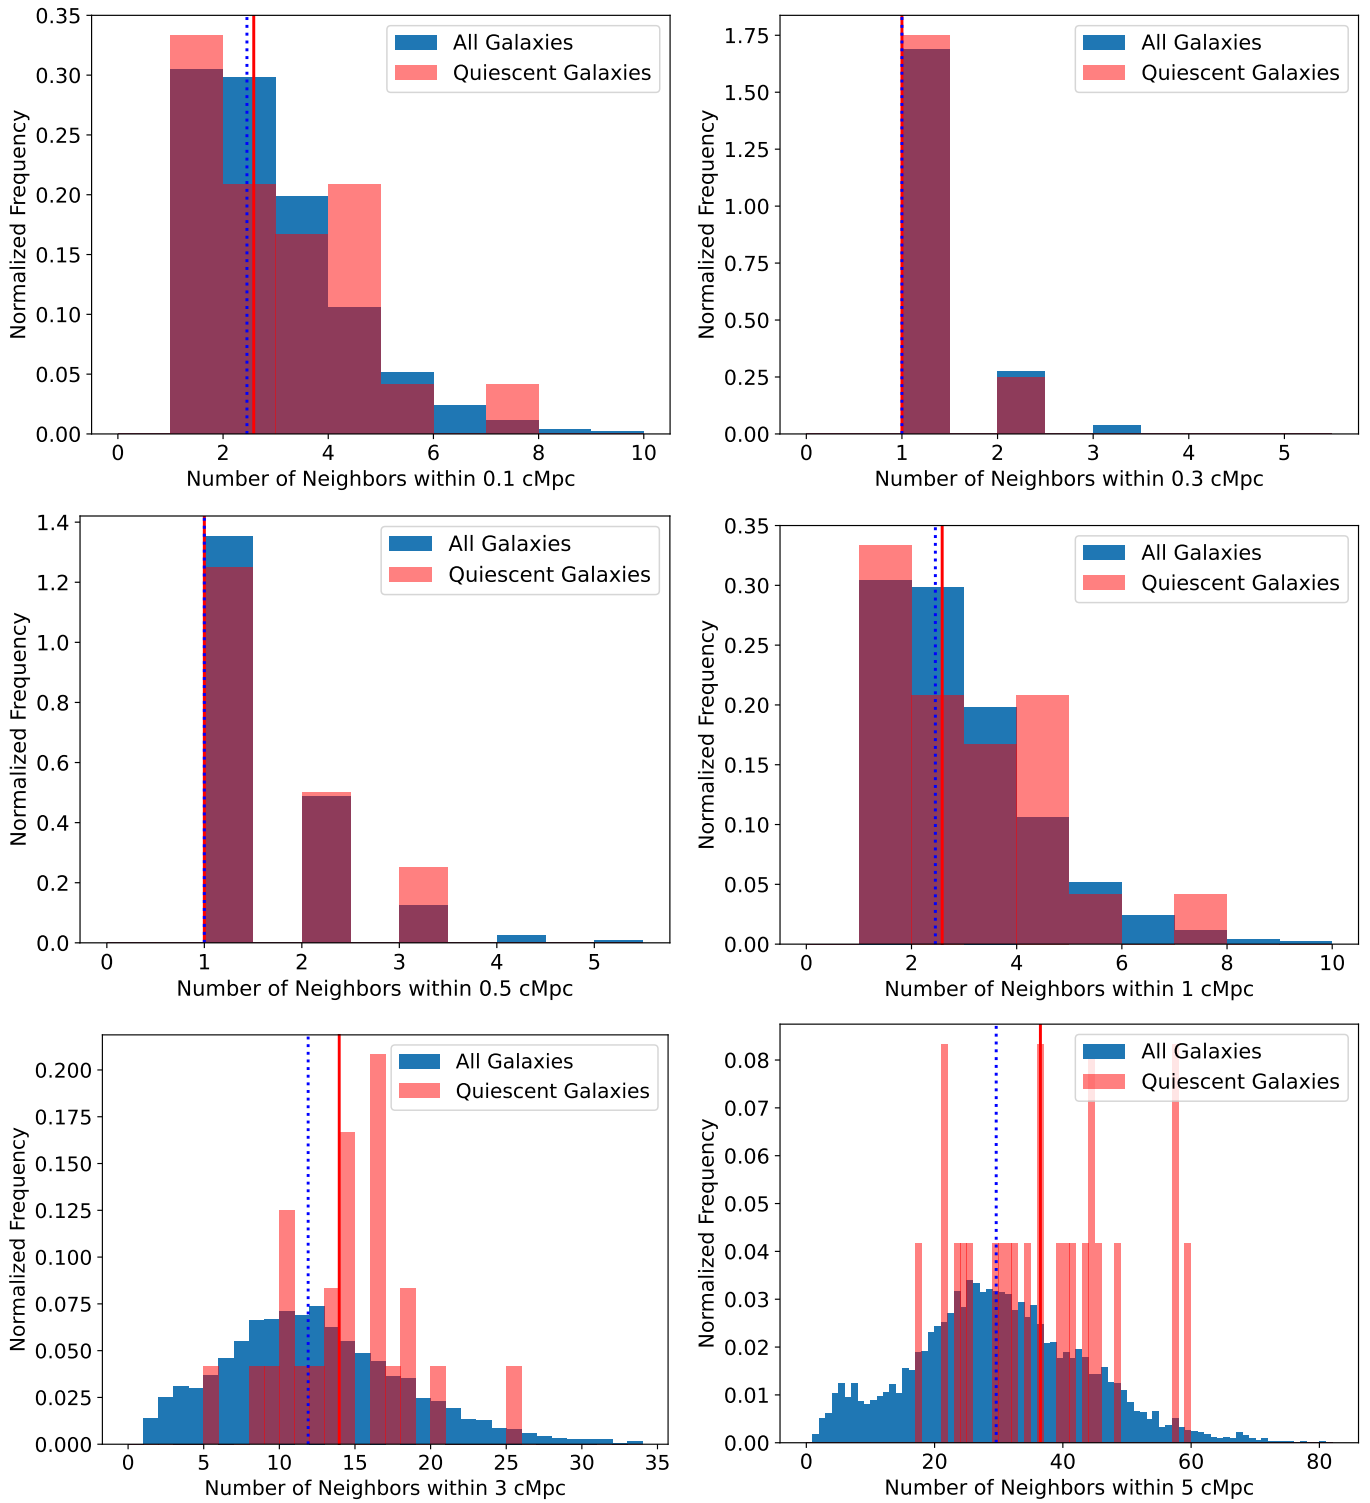 0.35
0.30
0.25
0.20
0.15
0.10
0.05
0.00
Normalized Frequency
All Galaxies
Quiescent Galaxies
0 2 4 6 8 10
Number of Neighbors within 0.1 cMpc
1.75
1.50
1.25
1.00
0.75
0.50
0.25
0.00
Normalized Frequency
All Galaxies
Quiescent Galaxies
0 1 2 3 4 5
Number of Neighbors within 0.3 cMpc
1.4
1.2
1.0
0.8
0.6
0.4
0.2
0.0
Normalized Frequency
All Galaxies
Quiescent Galaxies
0 1 2 3 4 5
Number of Neighbors within 0.5 cMpc
0.35
0.30
0.25
0.20
0.15
0.10
0.05
0.00
Normalized Frequency
All Galaxies
Quiescent Galaxies
0 2 4 6 8 10
Number of Neighbors within 1 cMpc
0.200
0.175
0.150
0.125
0.100
0.075
0.050
0.025
0.000
Normalized Frequency
All Galaxies
Quiescent Galaxies
0 5 10 15 20 25 30 35
Number of Neighbors within 3 cMpc
0.08
0.07
0.06
0.05
0.04
0.03
0.02
0.01
0.00
Normalized Frequency
All Galaxies
Quiescent Galaxies
0 20 40 60 80
Number of Neighbors within 5 cMpc